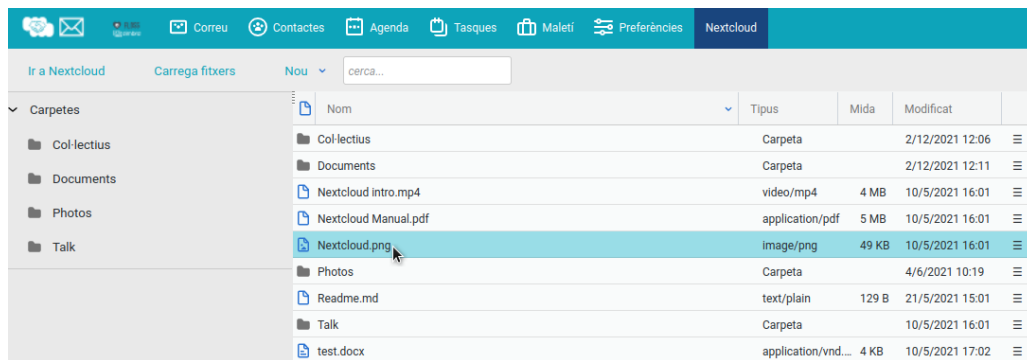 Correu Contactes Agenda Tasques Maletí Preferències Nextcloud
Ir a Nextcloud Carrega fitxers Nou cerca...
Carpetes
Col·lectius
Documents
Photos
Talk
Nom Tipus Mida Modificat
Col·lectius Carpeta 2/12/2021 12:06
Documents Carpeta 2/12/2021 12:11
Nextcloud intro.mp4 video/mp4 4 MB 10/5/2021 16:01
Nextcloud Manual.pdf application/pdf 5 MB 10/5/2021 16:01
Nextcloud.png image/png 49 KB 10/5/2021 16:01
Photos Carpeta 4/6/2021 10:19
Readme.md text/plain 129 B 21/5/2021 15:01
Talk Carpeta 10/5/2021 16:01
test.docx application/vnd.... 4 KB 10/5/2021 17:02